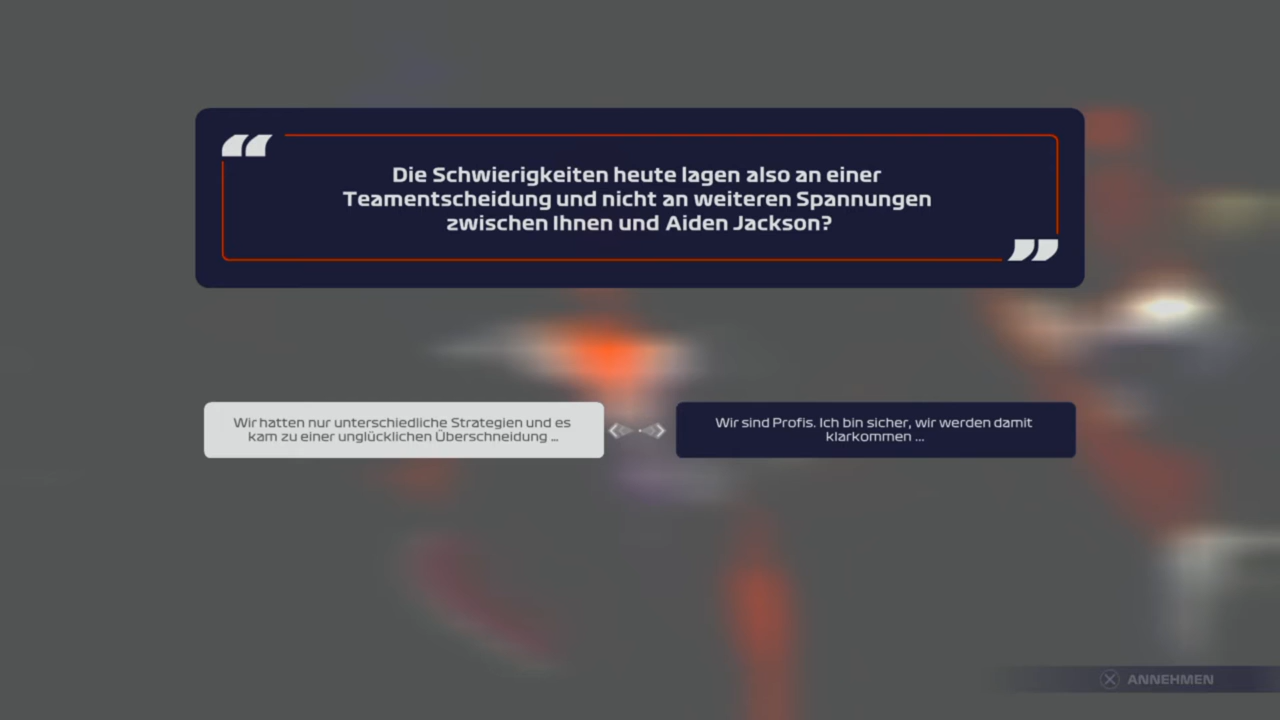 Die Schwierigkeiten heute lagen also an einer
Teamentscheidung und nicht an weiteren Spannungen
zwischen Ihnen und Aiden Jackson?
Wir hatten nur unterschiedliche Strategien und es
kam zu einer unglücklichen Überschneidung ...
Wir sind Profis. Ich bin sicher, wir werden damit
klarkommen ...
ANNEHMEN